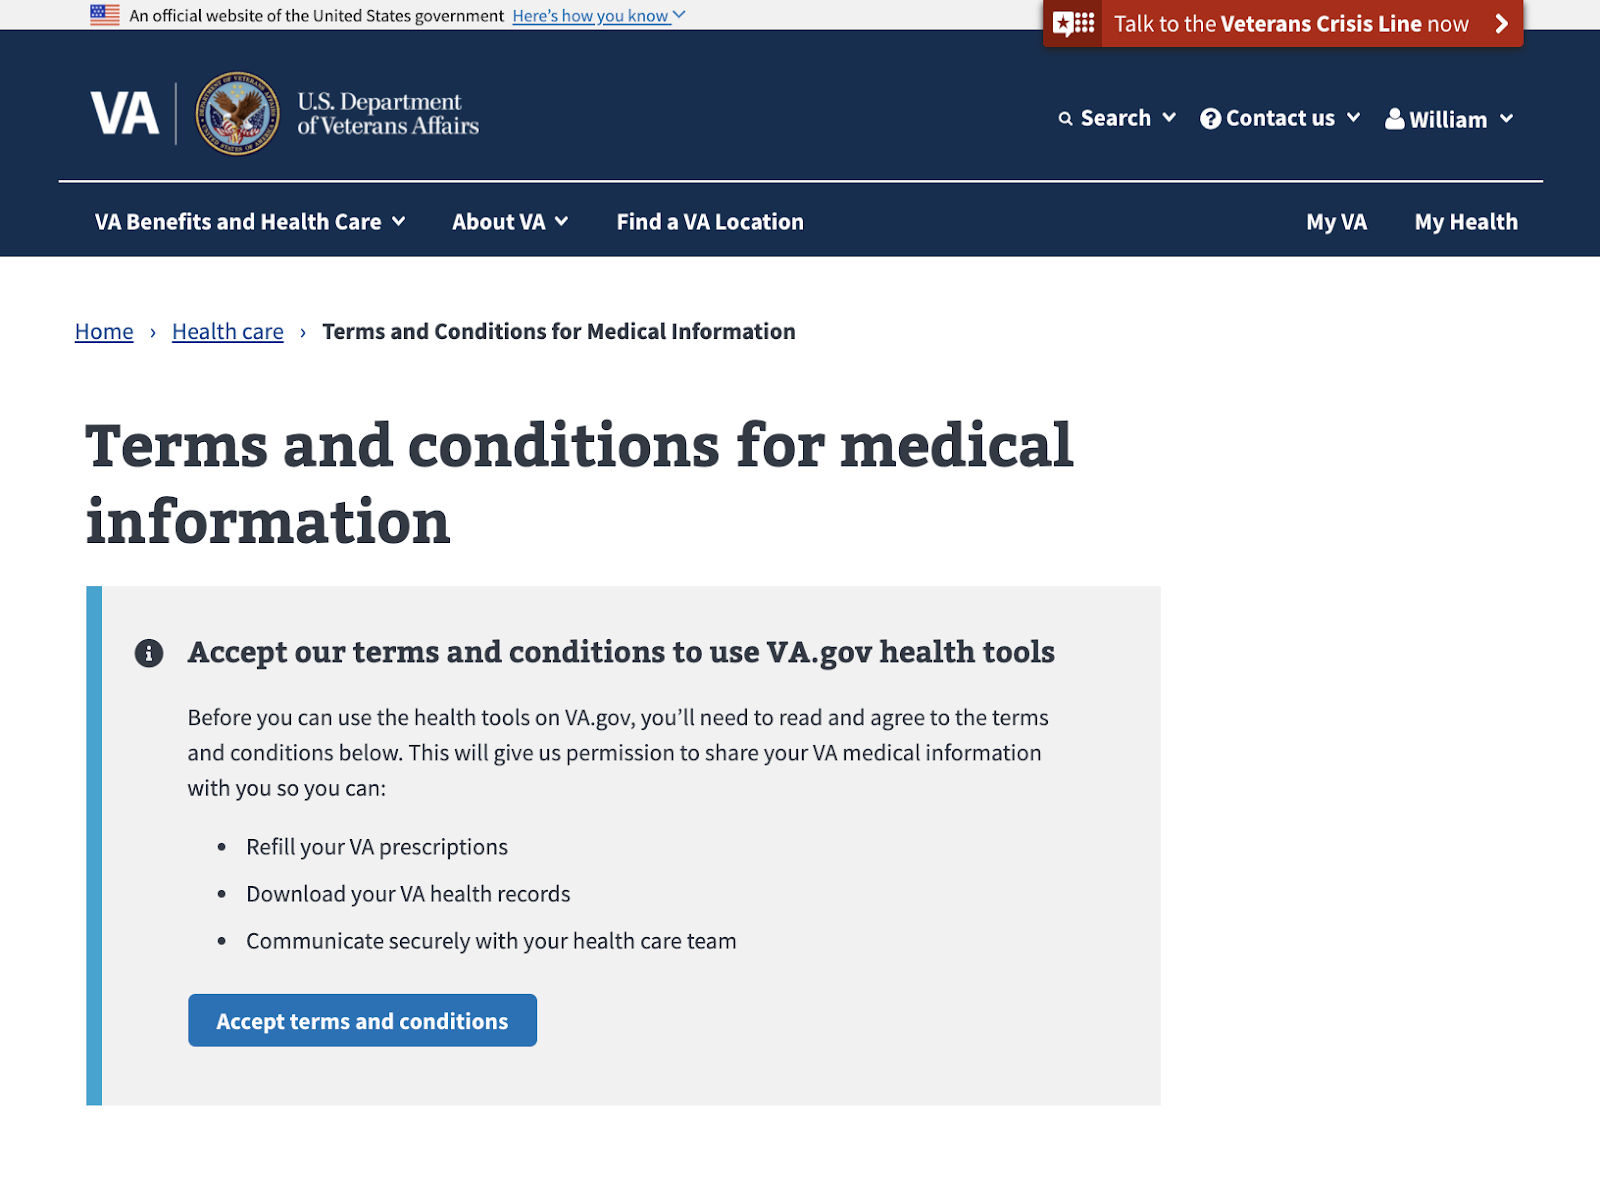 An official website of the United States government Here's how you know
Talk to the Veterans Crisis Line now
VA
U.S. Department
of Veterans Affairs
Search
Contact us
William
VA Benefits and Health Care
About VA
Find a VA Location
My VA
My Health
Home › Health care › Terms and Conditions for Medical Information
Terms and conditions for medical
information
Accept our terms and conditions to use VA.gov health tools
Before you can use the health tools on VA.gov, you’ll need to read and agree to the terms
and conditions below. This will give us permission to share your VA medical information
with you so you can:
• Refill your VA prescriptions
• Download your VA health records
• Communicate securely with your health care team
Accept terms and conditions